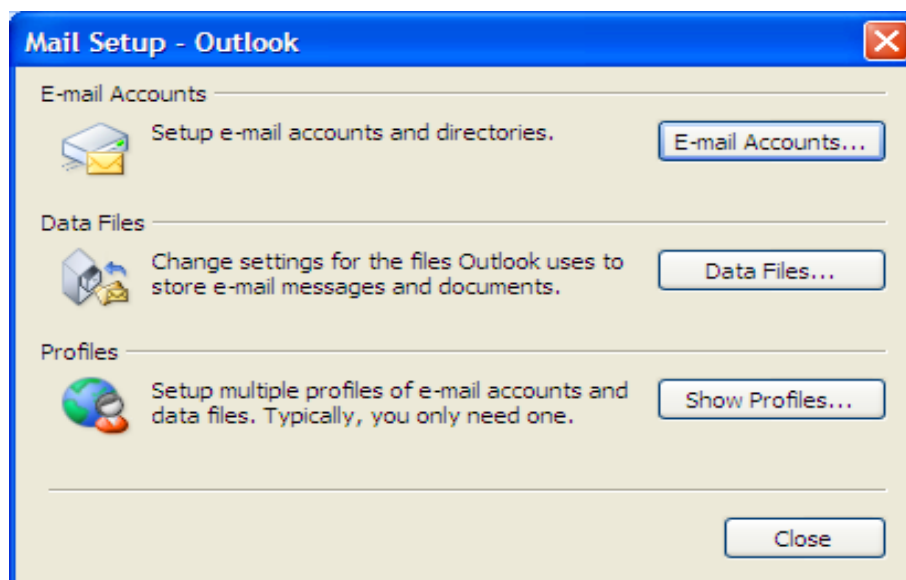 Mail Setup - Outlook
E-mail Accounts
Setup e-mail accounts and directories.
E-mail Accounts...
Data Files
Change settings for the files Outlook uses to
store e-mail messages and documents.
Data Files...
Profiles
Setup multiple profiles of e-mail accounts and
data files. Typically, you only need one.
Show Profiles...
Close